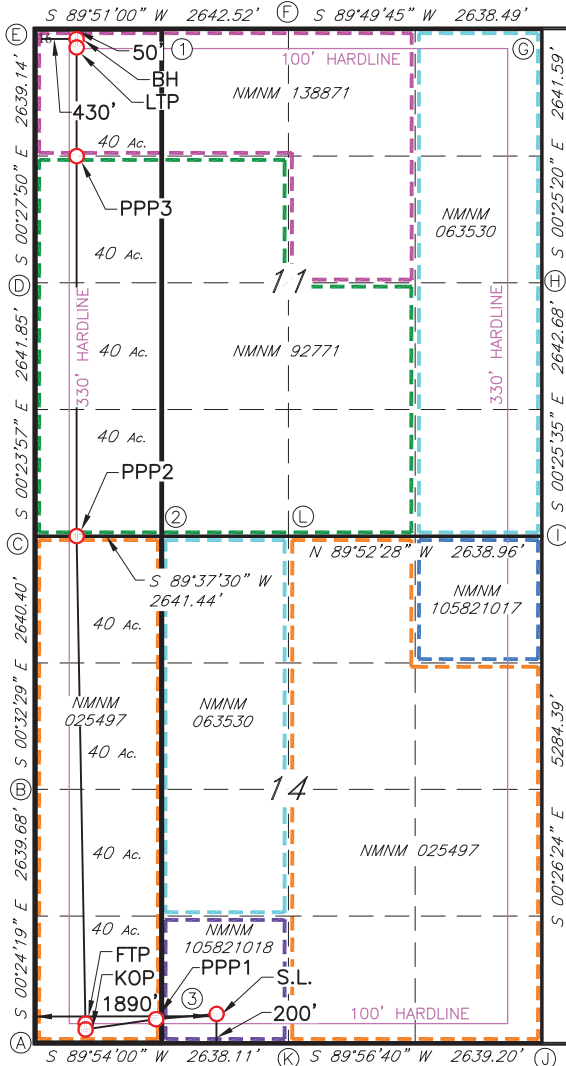 S 89°51'00" W 2642.52'
F
S 89°49'45" W 2638.49'
E
50'
1
G
BH
100' HARDLINE
LTP
430'
NMNM 138871
2639.14'
S 00°27'50" E
2641.59'
S 00°25'20" E
40 Ac.
PPP3
NMNM
063530
40 Ac.
D
11
H
330' HARDLINE
40 Ac.
NMNM 92771
330' HARDLINE
2641.85'
S 00°23'57" E
2642.68'
S 00°25'35" E
40 Ac.
PPP2
2
L
C
I
S 89°37'30" W
2641.44'
N 89°52'28" W 2638.96'
NMNM
105821017
40 Ac.
2640.40'
S 00°32'29" E
NMNM
025497
NMNM
063530
40 Ac.
B
14
5284.39'
S 00°26'24" E
40 Ac.
NMNM 025497
2639.68'
S 00°24'19" E
40 Ac.
NMNM
105821018
FTP
KOP
PPP1
S.L.
1890'
3
200'
100' HARDLINE
A
S 89°54'00" W 2638.11'
K
S 89°56'40" W 2639.20'
J